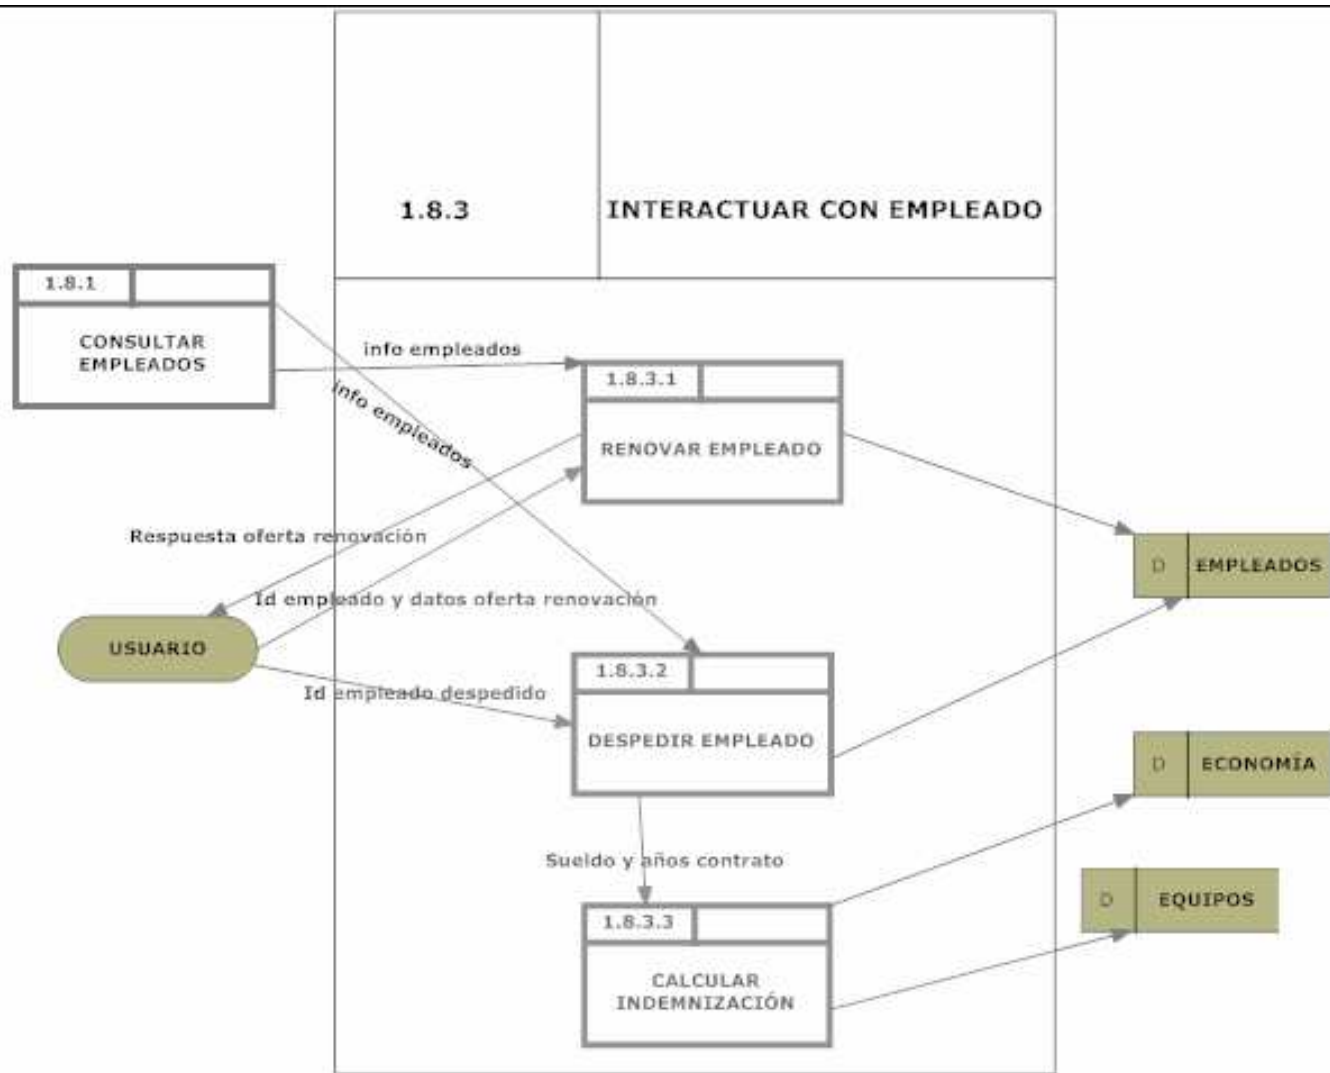 1.8.3
INTERACTUAR CON EMPLEADO
1.8.1
CONSULTAR
EMPLEADOS
info empleados
info empleados
1.8.3.1
RENOVAR EMPLEADO
Respuesta oferta renovación
D EMPLEADOS
Id empleado y datos oferta renovación
USUARIO
Id empleado despedido
1.8.3.2
DESPEDIR EMPLEADO
D ECONOMÍA
Sueldo y años contrato
D EQUIPOS
1.8.3.3
CALCULAR
INDEMNIZACIÓN